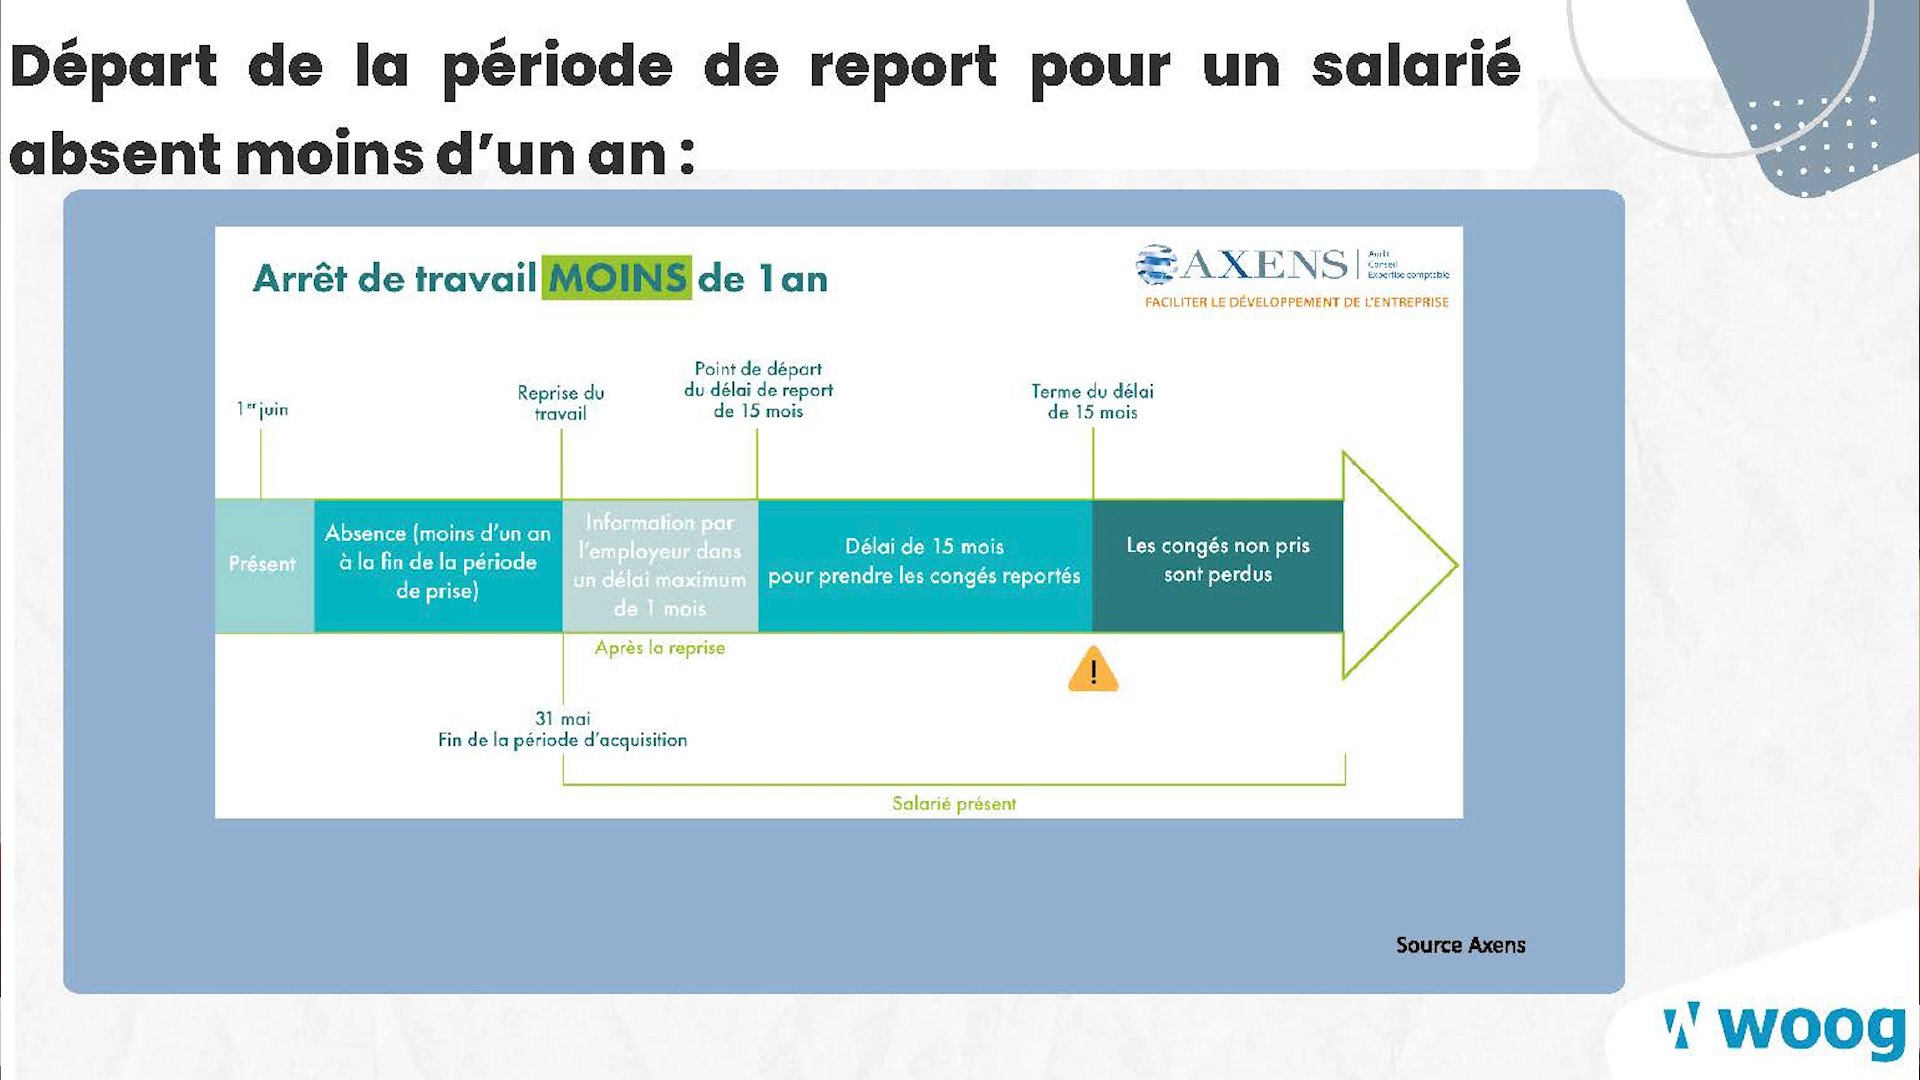 Départ de la période de report pour un salarié
absent moins d’un an :
Arrêt de travail MOINS de 1 an
AXENS
Audit
Conseil
Expertise comptable
FACILITER LE DÉVELOPPEMENT DE L'ENTREPRISE
1er juin
Reprise du
travail
Point de départ
du délai de report
de 15 mois
Terme du délai
de 15 mois
Présent
Absence (moins d'un an
à la fin de la période
de prise)
Information par
l'employeur dans
un délai maximum
de 1 mois
Délai de 15 mois
pour prendre les congés reportés
Les congés non pris
sont perdus
Après la reprise
!
31 mai
Fin de la période d'acquisition
Salarié présent
Source Axens
woog